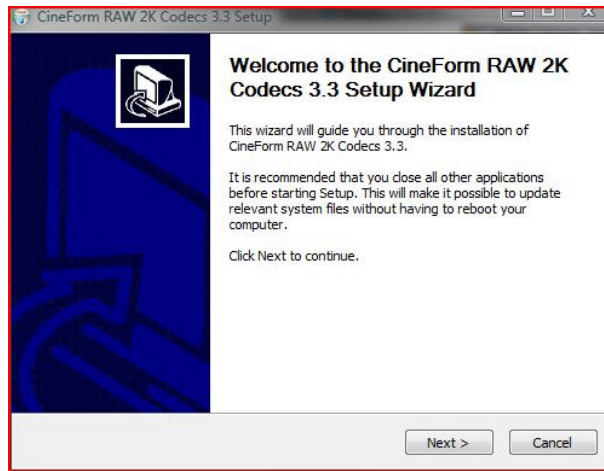 CineForm RAW 2K Codecs 3.3 Setup
Welcome to the CineForm RAW 2K
Codecs 3.3 Setup Wizard
This wizard will guide you through the installation of
CineForm RAW 2K Codecs 3.3.
It is recommended that you close all other applications
before starting Setup. This will make it possible to update
relevant system files without having to reboot your
computer.
Click Next to continue.
Next >
Cancel